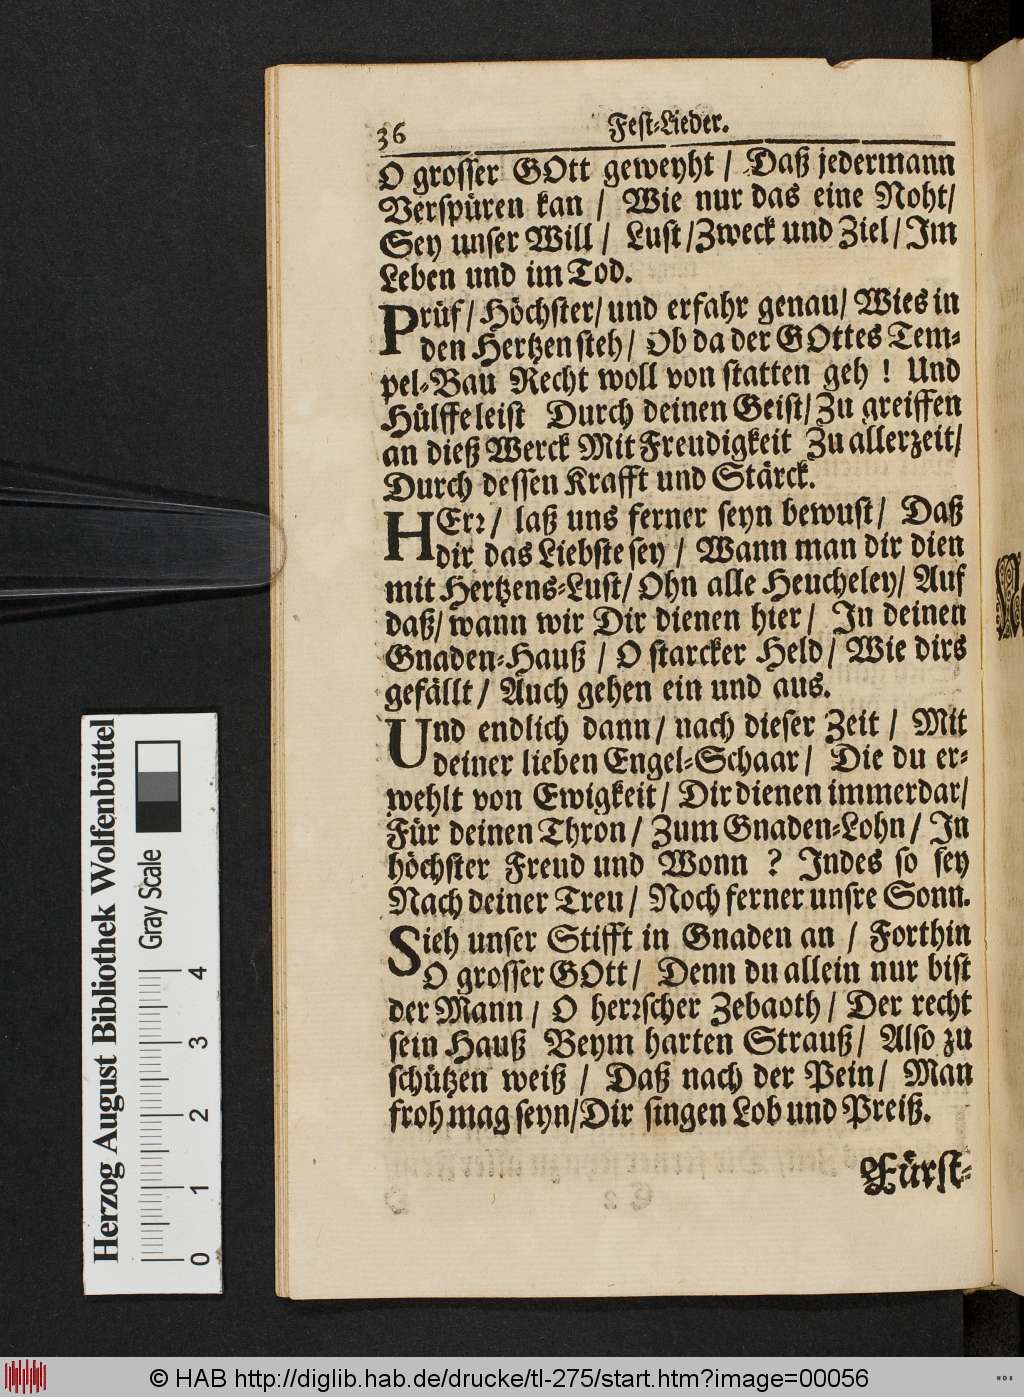 36 Fest-Lieder.
O grosser GOtt geweyht / Daß jedermann
Verspüren kan / Wie nur das eine Noht/
Sey unser Will / Lust/Zweck und Ziel/Im
Leben und im Tod.
Prüf/ Höchster/ und erfahr genau/ Wies in
den Hertzen steh/ Ob da der GOttes Tem-
pel-Bau Recht woll von statten geh! Und
Hülffe leist Durch deinen Geist/ Zu greiffen
an dieß Werck Mit Freudigkeit Zu allerzeit/
Durch dessen Krafft und Stärck.
HErr/ laß uns ferner seyn bewust/ Daß
dir das Liebste sey / Wann man dir dien
mit Hertzens-Lust/ Ohn alle Heucheley/ Auf
daß/ wann wir Dir dienen hier/ In deinen
Gnaden-Hauß / O starcker Held/ Wie dirs
gefällt/ Auch gehen ein und aus.
Und endlich dann/ nach dieser Zeit / Mit
deiner lieben Engel-Schaar/ Die du er-
wehlt von Ewigkeit/ Dir dienen immerdar/
Für deinen Thron/ Zum Gnaden-Lohn/ In
höchster Freud und Wonn ? Indes so sey
Nach deiner Treu/ Noch ferner unsre Sonn.
Sieh unser Stifft in Gnaden an / Forthin
O grosser GOtt/ Denn du allein nur bist
der Mann / O herrscher Zebaoth/ Der recht
sein Hauß Beym harten Strauß/ Also zu
schützen weiß / Daß nach der Pein/ Man
froh mag seyn/Dir singen Lob und Preiß.
Fürst-
Herzog August Bibliothek Wolfenbüttel
Gray Scale
0 1 2 3 4
© HAB http://diglib.hab.de/drucke/tl-275/start.htm?image=00056